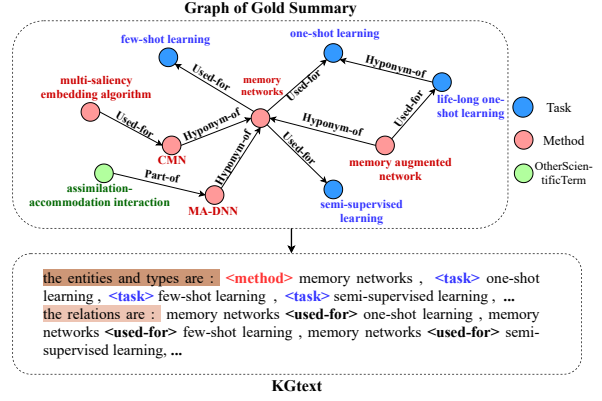 Graph of Gold Summary
few-shot learning
one-shot learning
multi-saliency
embedding algorithm
memory
networks
life-long one-
shot learning
Used-for
Used-for
Hyponym-of
Used-for
Used-for
Hyponym-of
Hyponym-of
Used-for
CMN
Hyponym-of
memory augmented
network
Part-of
assimilation-
accommodation interaction
MA-DNN
semi-supervised
learning
Task
Method
OtherScien-
tificTerm
the entities and types are : <method> memory networks , <task> one-shot
learning , <task> few-shot learning , <task> semi-supervised learning , ...
the relations are : memory networks <used-for> one-shot learning , memory
networks <used-for> few-shot learning , memory networks <used-for> semi-
supervised learning, ...
KGtext